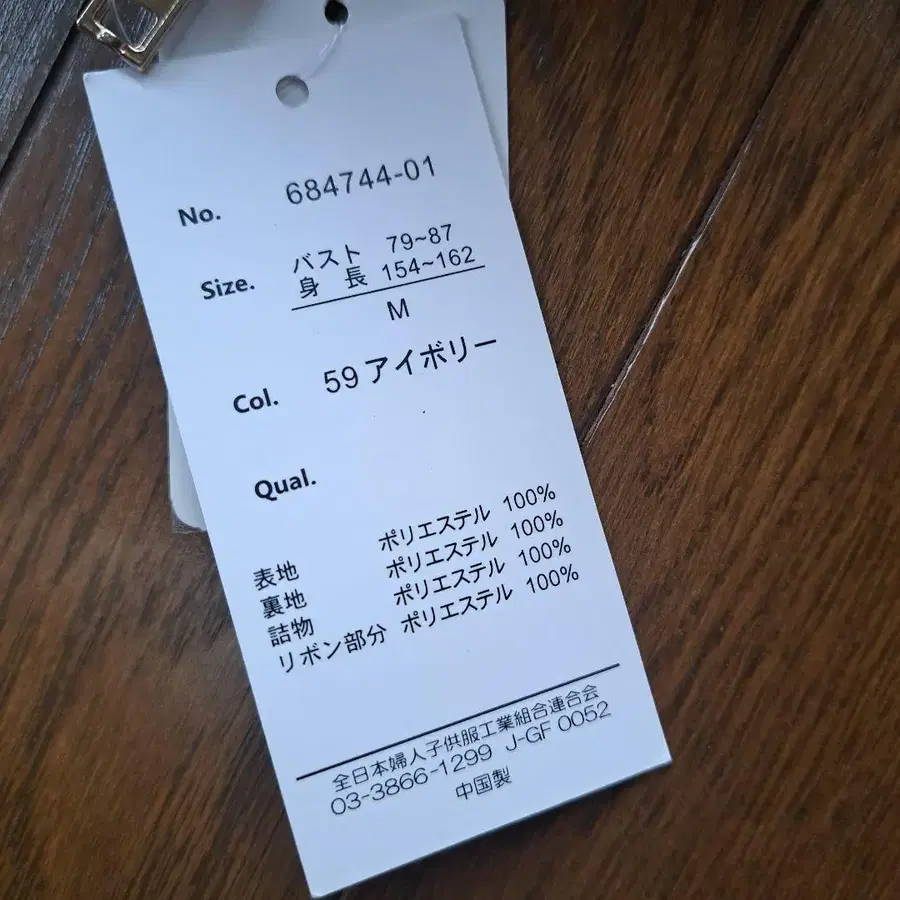 No. 684744-01
Size. バスト 79~87
身 長 154~162
M
Col. 59アイボリー
Qual.
表地 ポリエステル 100%
裏地 ポリエステル 100%
詰物 ポリエステル 100%
リボン部分 ポリエステル 100%
全日本婦人子供服工業組合連合会
03-3866-1299 J-GF 0052
中国製